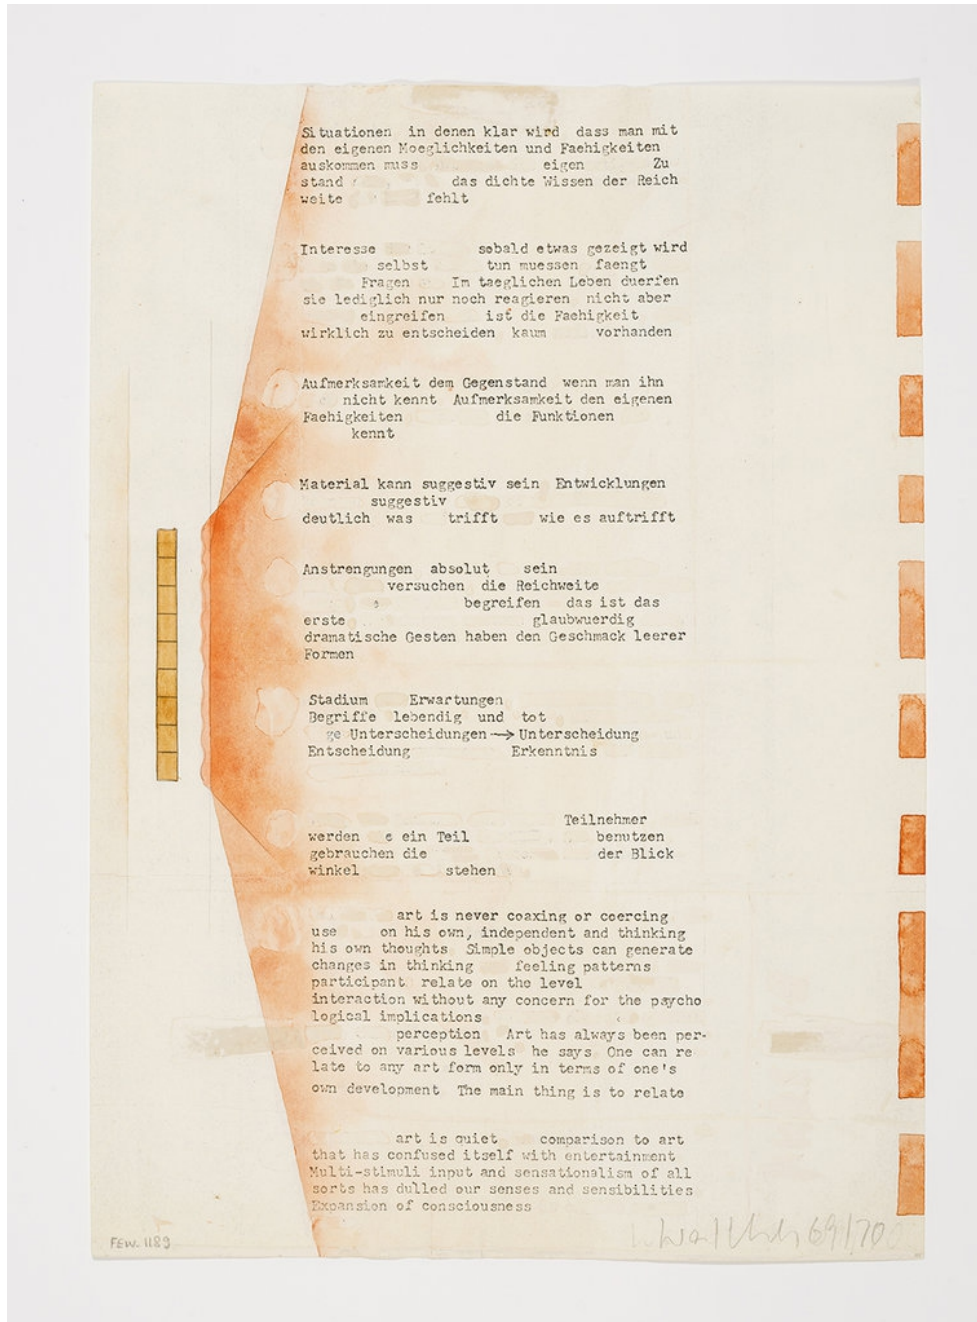 Situationen in denen klar wird dass man mit
den eigenen Moeglichkeiten und Faehigkeiten
auskommen muss eigen Zu
stand das dichte Wissen der Reich
weite fehlt
Interesse sobald etwas gezeigt wird
selbst tun muessen faengt
Fragen Im taeglichen Leben duerfen
sie lediglich nur noch reagieren nicht aber
eingreifen ist die Faehigkeit
wirklich zu entscheiden kaum vorhanden
Aufmerksamkeit dem Gegenstand wenn man ihn
nicht kennt Aufmerksamkeit den eigenen
Faehigkeiten die Funktionen
kennt
Material kann suggestiv sein Entwicklungen
suggestiv
deutlich was trifft wie es auftrifft
Anstrengungen absolut sein
versuchen die Reichweite
begreifen das ist das
erste glaubwuerdig
dramatische Gesten haben den Geschmack leerer
Formen
Stadium Erwartungen
Begriffe lebendig und tot
ge Unterscheidungen → Unterscheidung
Entscheidung Erkenntnis
Teilnehmer
werden e ein Teil benutzen
gebrauchen die der Blick
winkel stehen
art is never coaxing or coercing
use on his own, independent and thinking
his own thoughts Simple objects can generate
changes in thinking feeling patterns
participant relate on the level
interaction without any concern for the psycho
logical implications
perception Art has always been per-
ceived on various levels he says One can re
late to any art form only in terms of one's
own development The main thing is to relate
art is quiet comparison to art
that has confused itself with entertainment
Multi-stimuli input and sensationalism of all
sorts has dulled our senses and sensibilities
Expansion of consciousness
FEW. 1189
69/70